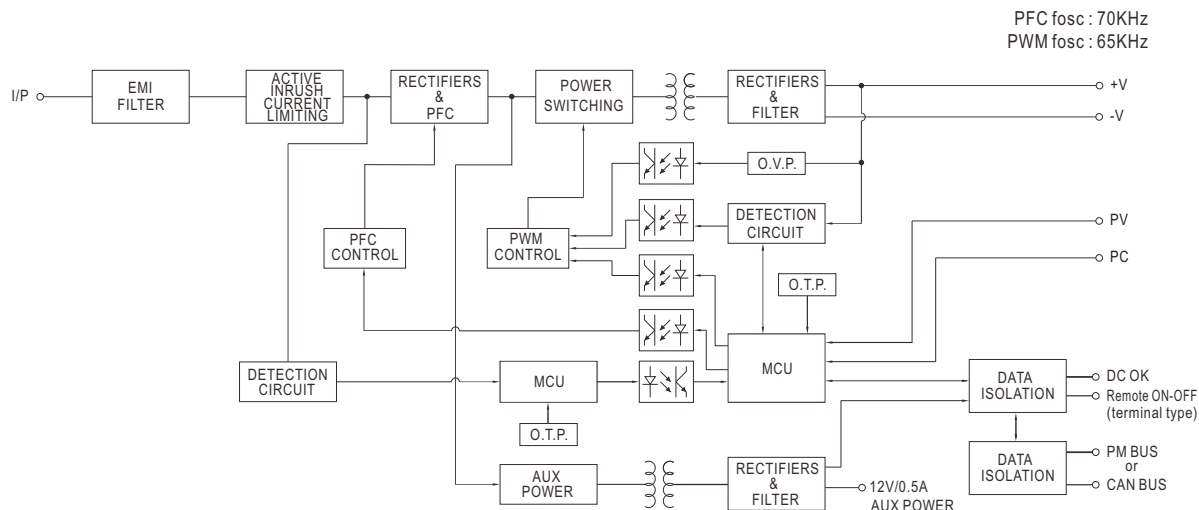 PFC fosc : 70KHz
PWM fosc : 65KHz
I/P
EMI
FILTER
ACTIVE
INRUSH
CURRENT
LIMITING
RECTIFIERS
&
PFC
POWER
SWITCHING
RECTIFIERS
&
FILTER
+V
-V
O.V.P.
PFC
CONTROL
PWM
CONTROL
DETECTION
CIRCUIT
PV
PC
O.T.P.
DETECTION
CIRCUIT
MCU
MCU
O.T.P.
DATA
ISOLATION
DC OK
Remote ON-OFF
(terminal type)
AUX
POWER
RECTIFIERS
&
FILTER
12V/0.5A
AUX POWER
DATA
ISOLATION
PM BUS
or
CAN BUS